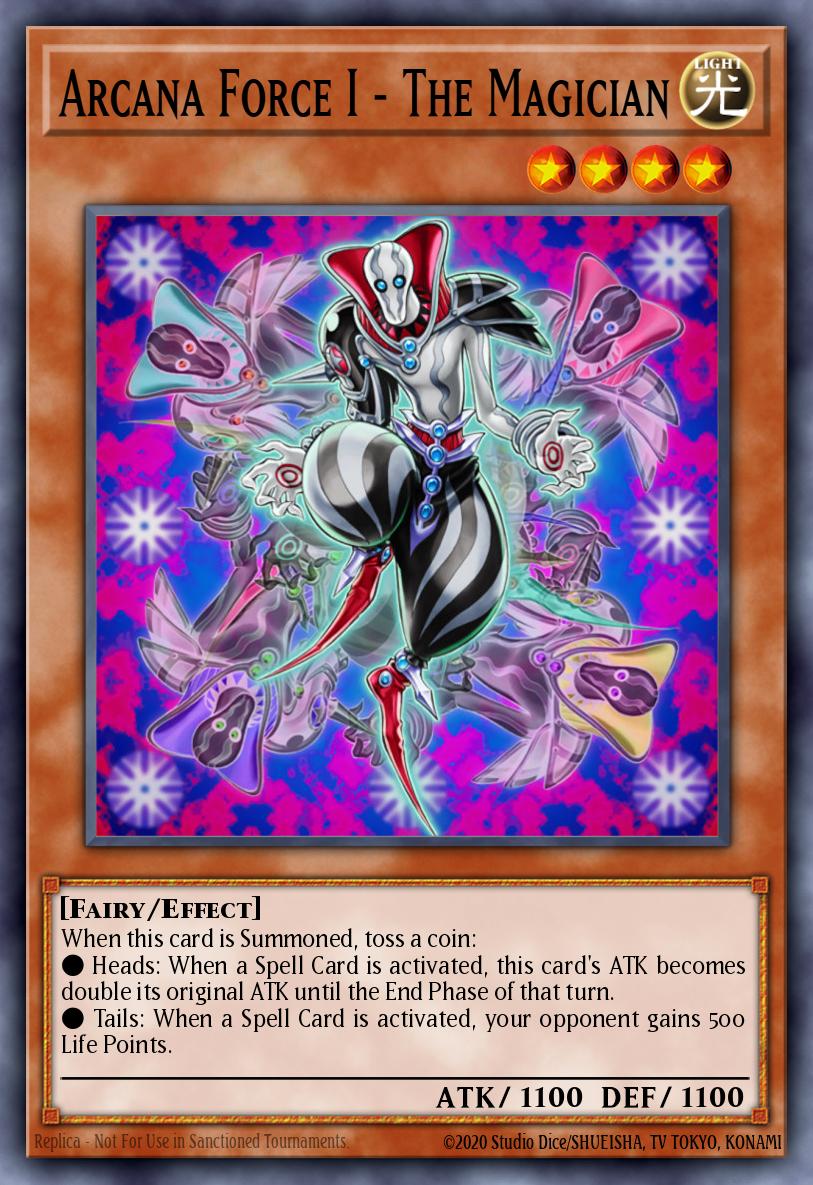 ARCANA FORCE I - THE MAGICIAN
LIGHT
光
[FAIRY/EFFECT]
When this card is Summoned, toss a coin:
● Heads: When a Spell Card is activated, this card's ATK becomes
double its original ATK until the End Phase of that turn.
● Tails: When a Spell Card is activated, your opponent gains 500
Life Points.
ATK/ 1100 DEF/ 1100
Replica - Not For Use in Sanctioned Tournaments.
©2020 Studio Dice/SHUEISHA, TV TOKYO, KONAMI